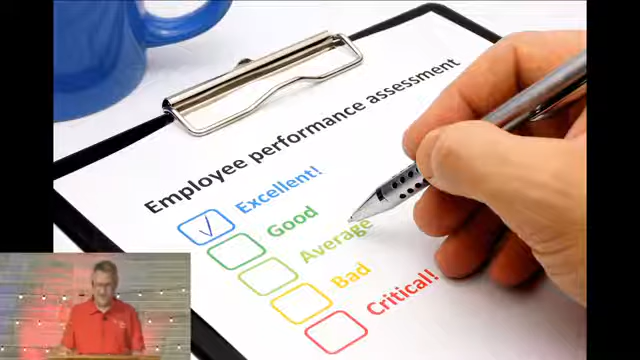 Employee performance assessment
Excellent!
Good
Average
Bad
Critical!